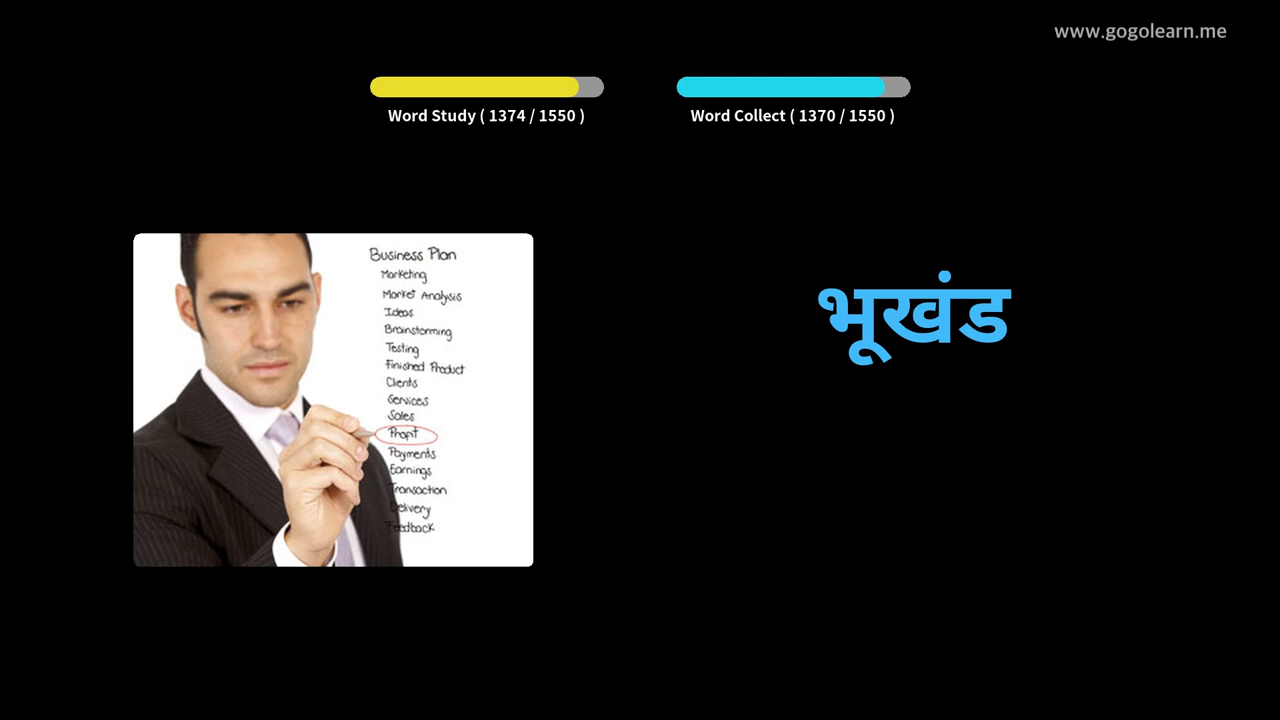 www.gogolearn.me
Word Study ( 1374 / 1550 )
Word Collect ( 1370 / 1550 )
Business Plan
Marketing
Market Analysis
Ideas
Brainstorming
Testing
Finished Product
Clients
Services
Sales
Profit
Payments
Earnings
Transaction
Delivery
Feedback
भूखंड